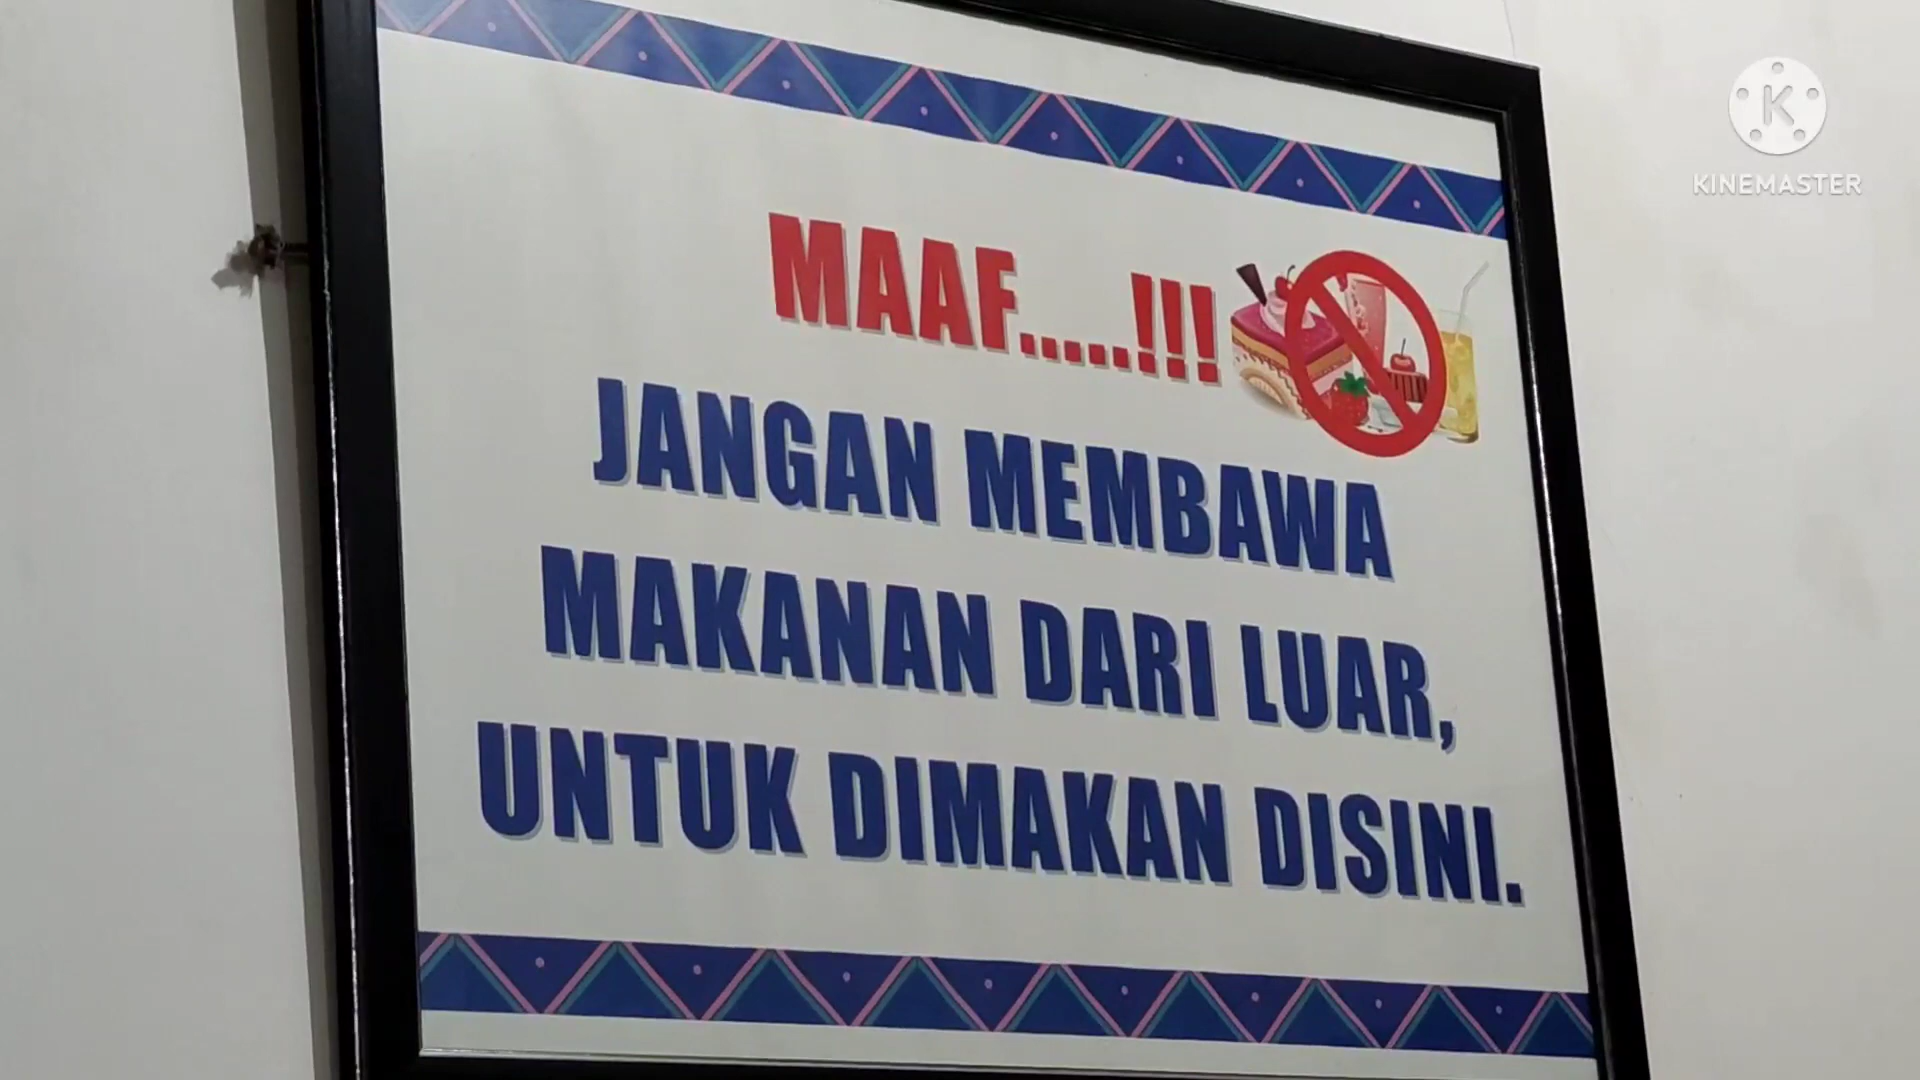 KINEMASTER
MAAF.....!!!
JANGAN MEMBAWA
MAKANAN DARI LUAR,
UNTUK DIMAKAN DISINI.